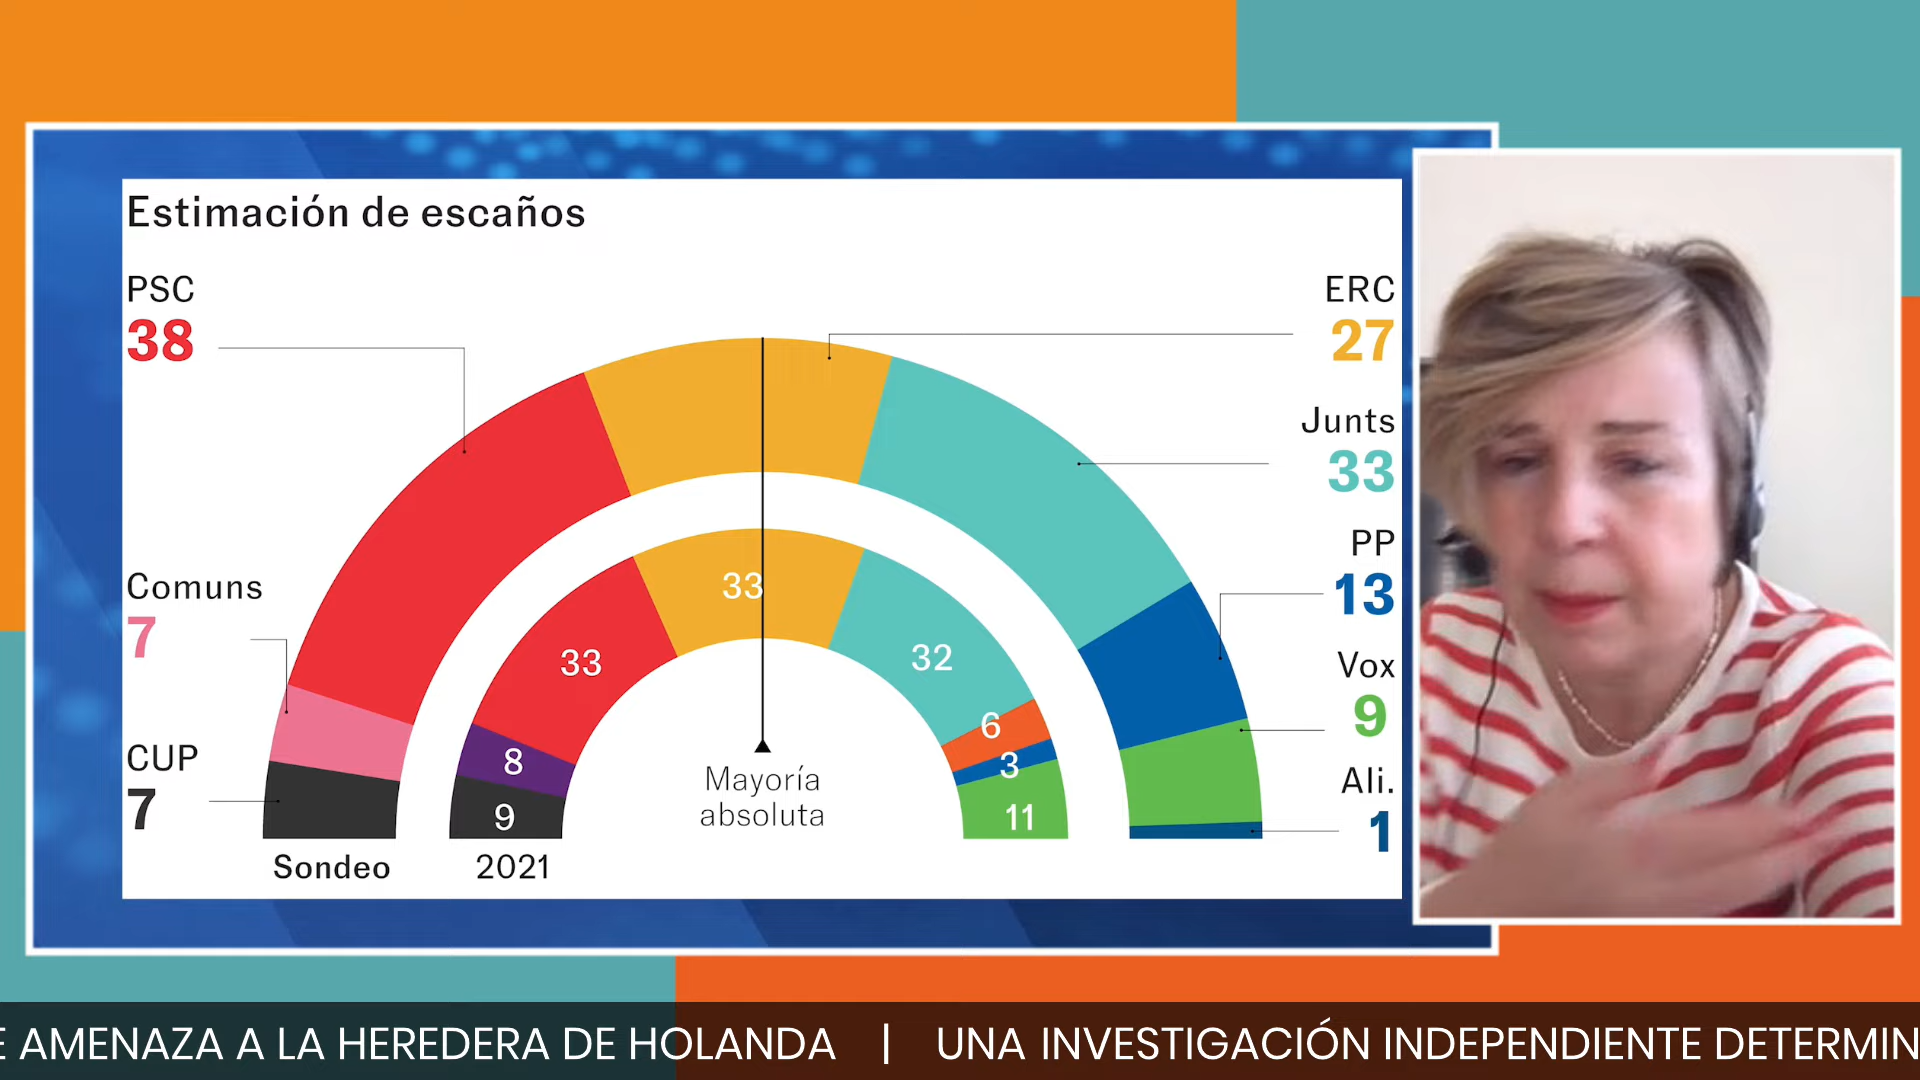 Estimación de escaños
PSC
38
ERC
27
Junts
33
PP
13
Comuns
7
Vox
9
CUP
7
Ali.
1
33
33
32
8
9
6
3
11
Mayoría
absoluta
Sondeo
2021
E AMENAZA A LA HEREDERA DE HOLANDA | UNA INVESTIGACIÓN INDEPENDIENTE DETERMIN